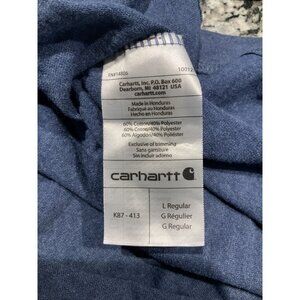 Carhartt, Inc. P.O. Box 600
Dearborn, MI 48121 USA
carhartt.com
Made in Honduras
Fabriqué au Honduras
Hecho en Honduras
60% Cotton/40% Polyester
60% Coton/40% Polyester
60% Algodon/40% Poliéster
Exclusive of trimming
Sans garniture
Sin incluir adorno
carhartt
K87 - 413
L Regular
G Régulier
G Regular